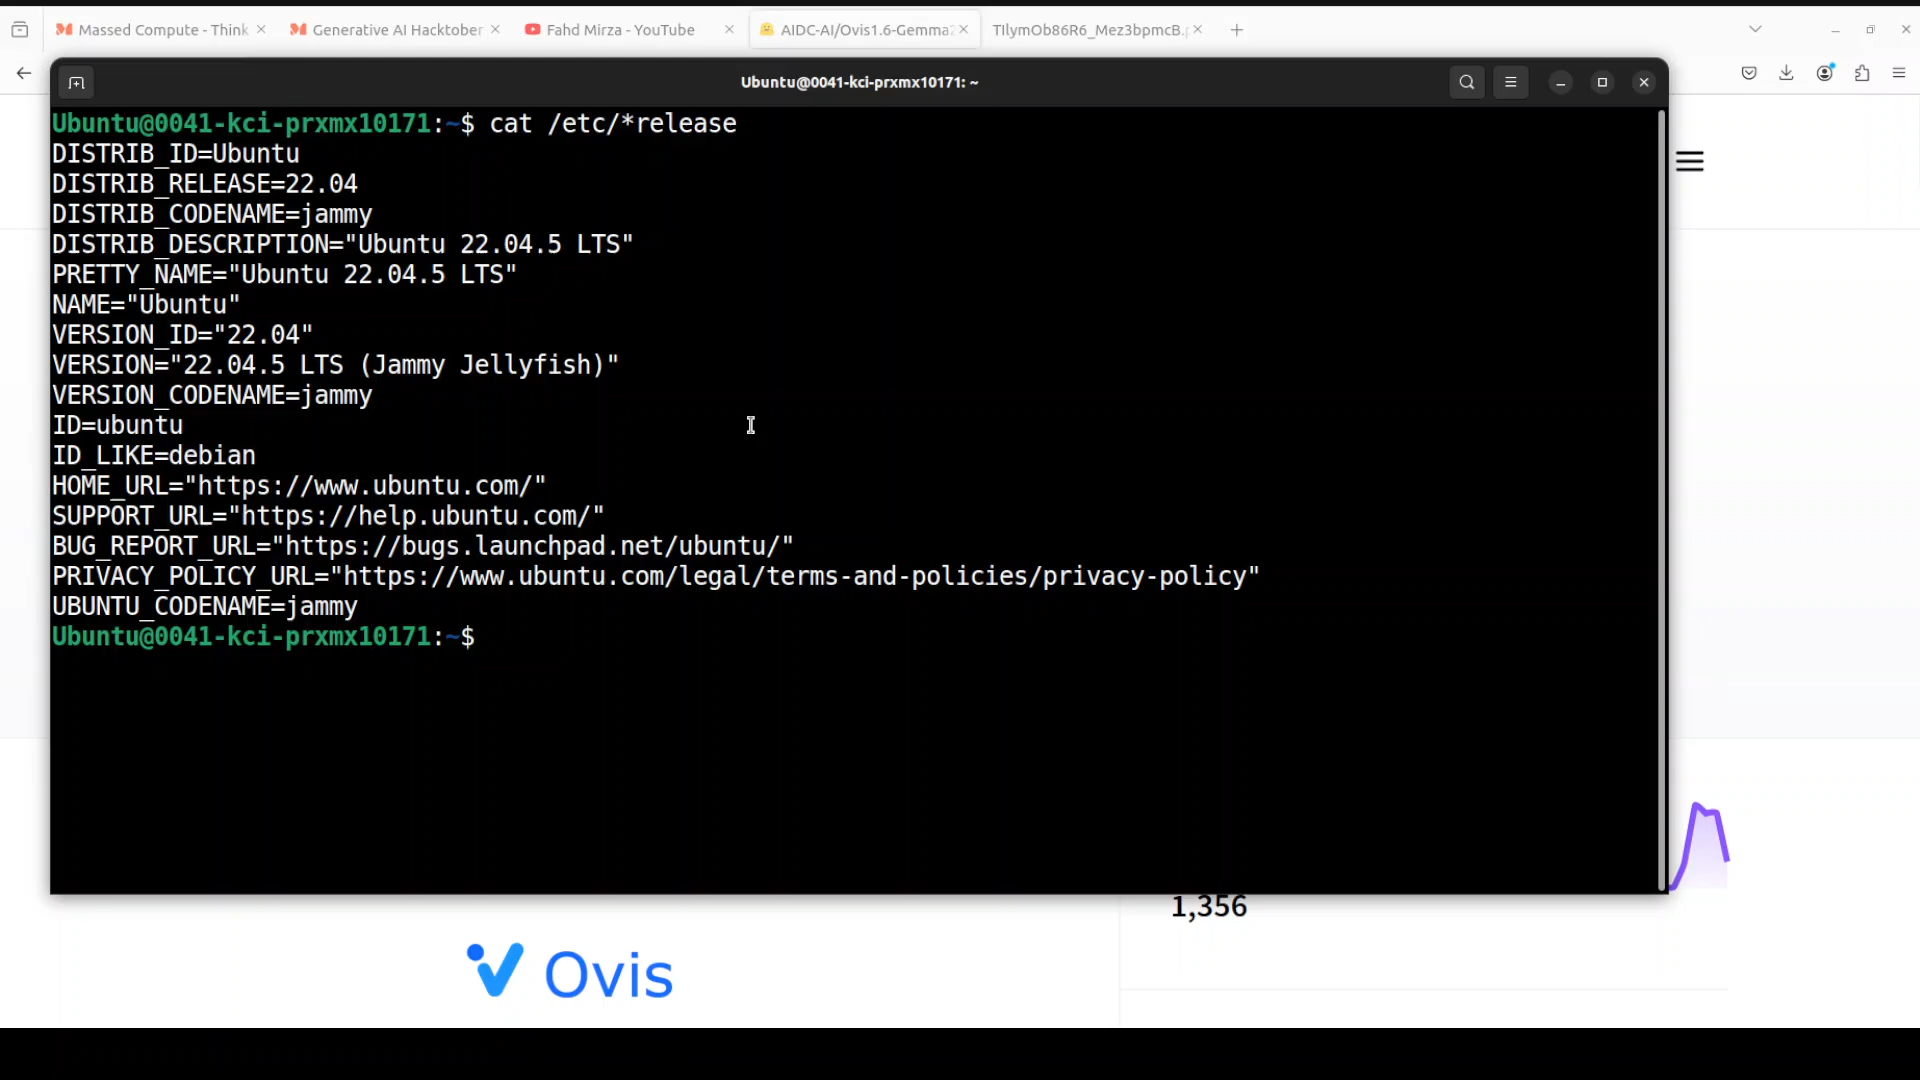 Massed Compute - Think
Generative AI Hacktober
Fahd Mirza - YouTube
AIDC-AI/Ovis1.6-Gemma2
TIlymOb86R6_Mez3bpmcB.p
Ubuntu@0041-kci-prxmx10171: ~
Ubuntu@0041-kci-prxmx10171:~$ cat /etc/*release
DISTRIB_ID=Ubuntu
DISTRIB_RELEASE=22.04
DISTRIB_CODENAME=jammy
DISTRIB_DESCRIPTION="Ubuntu 22.04.5 LTS"
PRETTY_NAME="Ubuntu 22.04.5 LTS"
NAME="Ubuntu"
VERSION_ID="22.04"
VERSION="22.04.5 LTS (Jammy Jellyfish)"
VERSION_CODENAME=jammy
ID=ubuntu
ID_LIKE=debian
HOME_URL="https://www.ubuntu.com/"
SUPPORT_URL="https://help.ubuntu.com/"
BUG_REPORT_URL="https://bugs.launchpad.net/ubuntu/"
PRIVACY_POLICY_URL="https://www.ubuntu.com/legal/terms-and-policies/privacy-policy"
UBUNTU_CODENAME=jammy
Ubuntu@0041-kci-prxmx10171:~$
1,356
Ovis